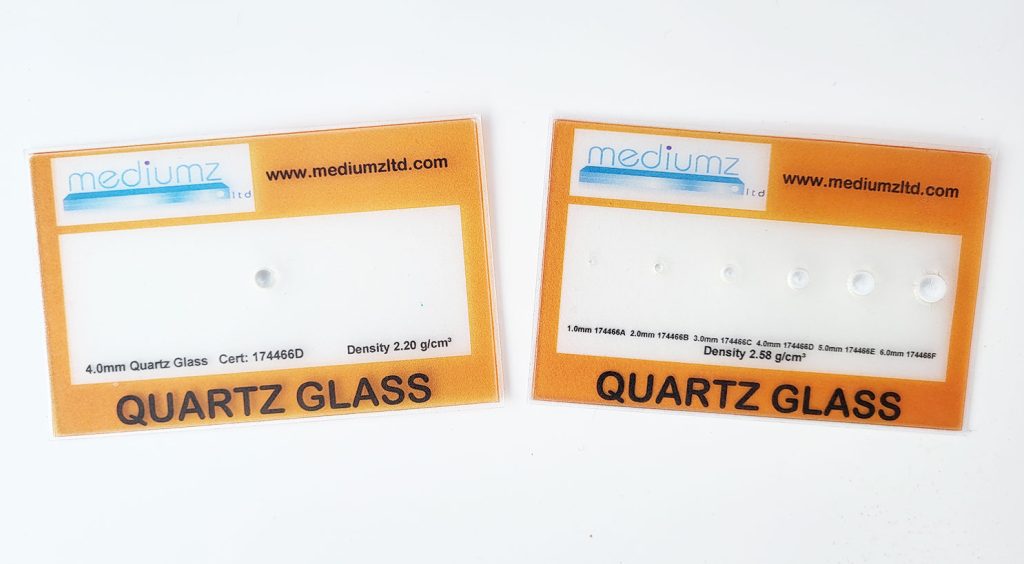 mediumz
ltd
www.mediumzltd.com
4.0mm Quartz Glass Cert: 174466D Density 2.20 g/cm³
QUARTZ GLASS
mediumz
ltd
www.mediumzltd.com
1.0mm 174466A 2.0mm 174466B 3.0mm 174466C 4.0mm 174466D 5.0mm 174466E 6.0mm 174466F
Density 2.58 g/cm³
QUARTZ GLASS